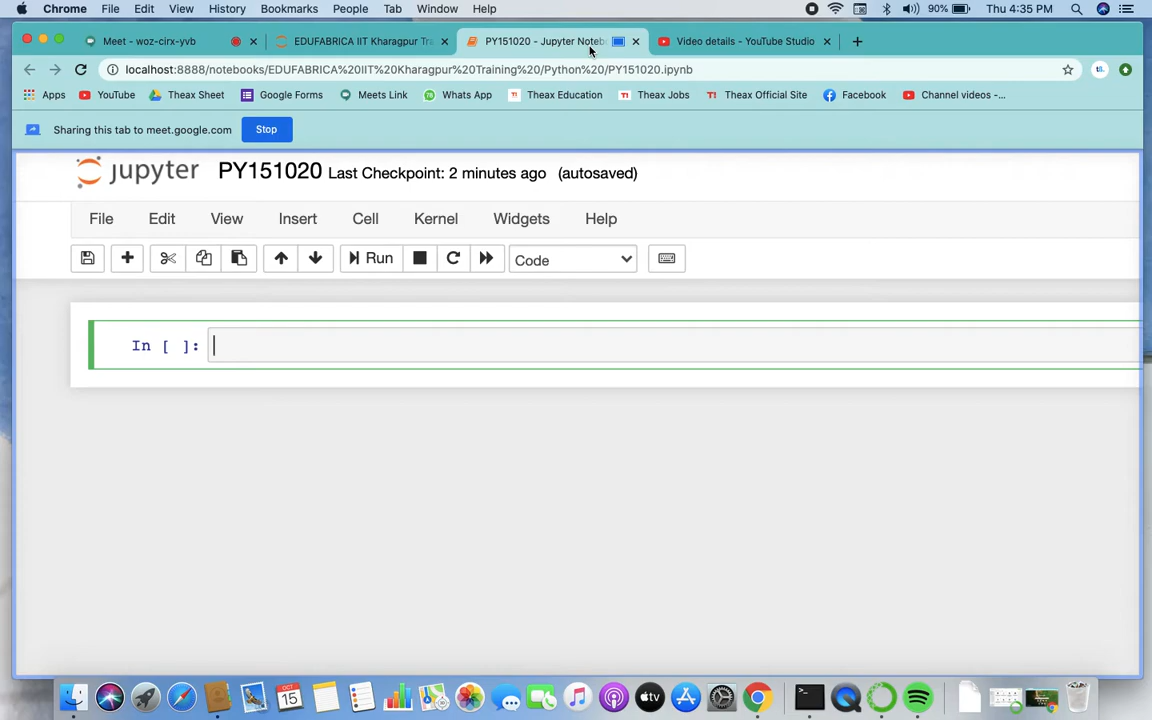 Chrome File Edit View History Bookmarks People Tab Window Help 90% Thu 4:35 PM
Meet - woz-cirx-yvb EDUFABRICA IIT Kharagpur Tra PY151020 - Jupyter Noteb Video details - YouTube Studio
localhost:8888/notebooks/EDUFABRICA%20IIT%20Kharagpur%20Training%20/Python%20/PY151020.ipynb
Apps YouTube Theax Sheet Google Forms Meets Link Whats App Theax Education Theax Jobs Theax Official Site Facebook Channel videos -...
Sharing this tab to meet.google.com Stop
jupyter PY151020 Last Checkpoint: 2 minutes ago (autosaved)
File Edit View Insert Cell Kernel Widgets Help
Run Code
In [ ]:
OCT
15